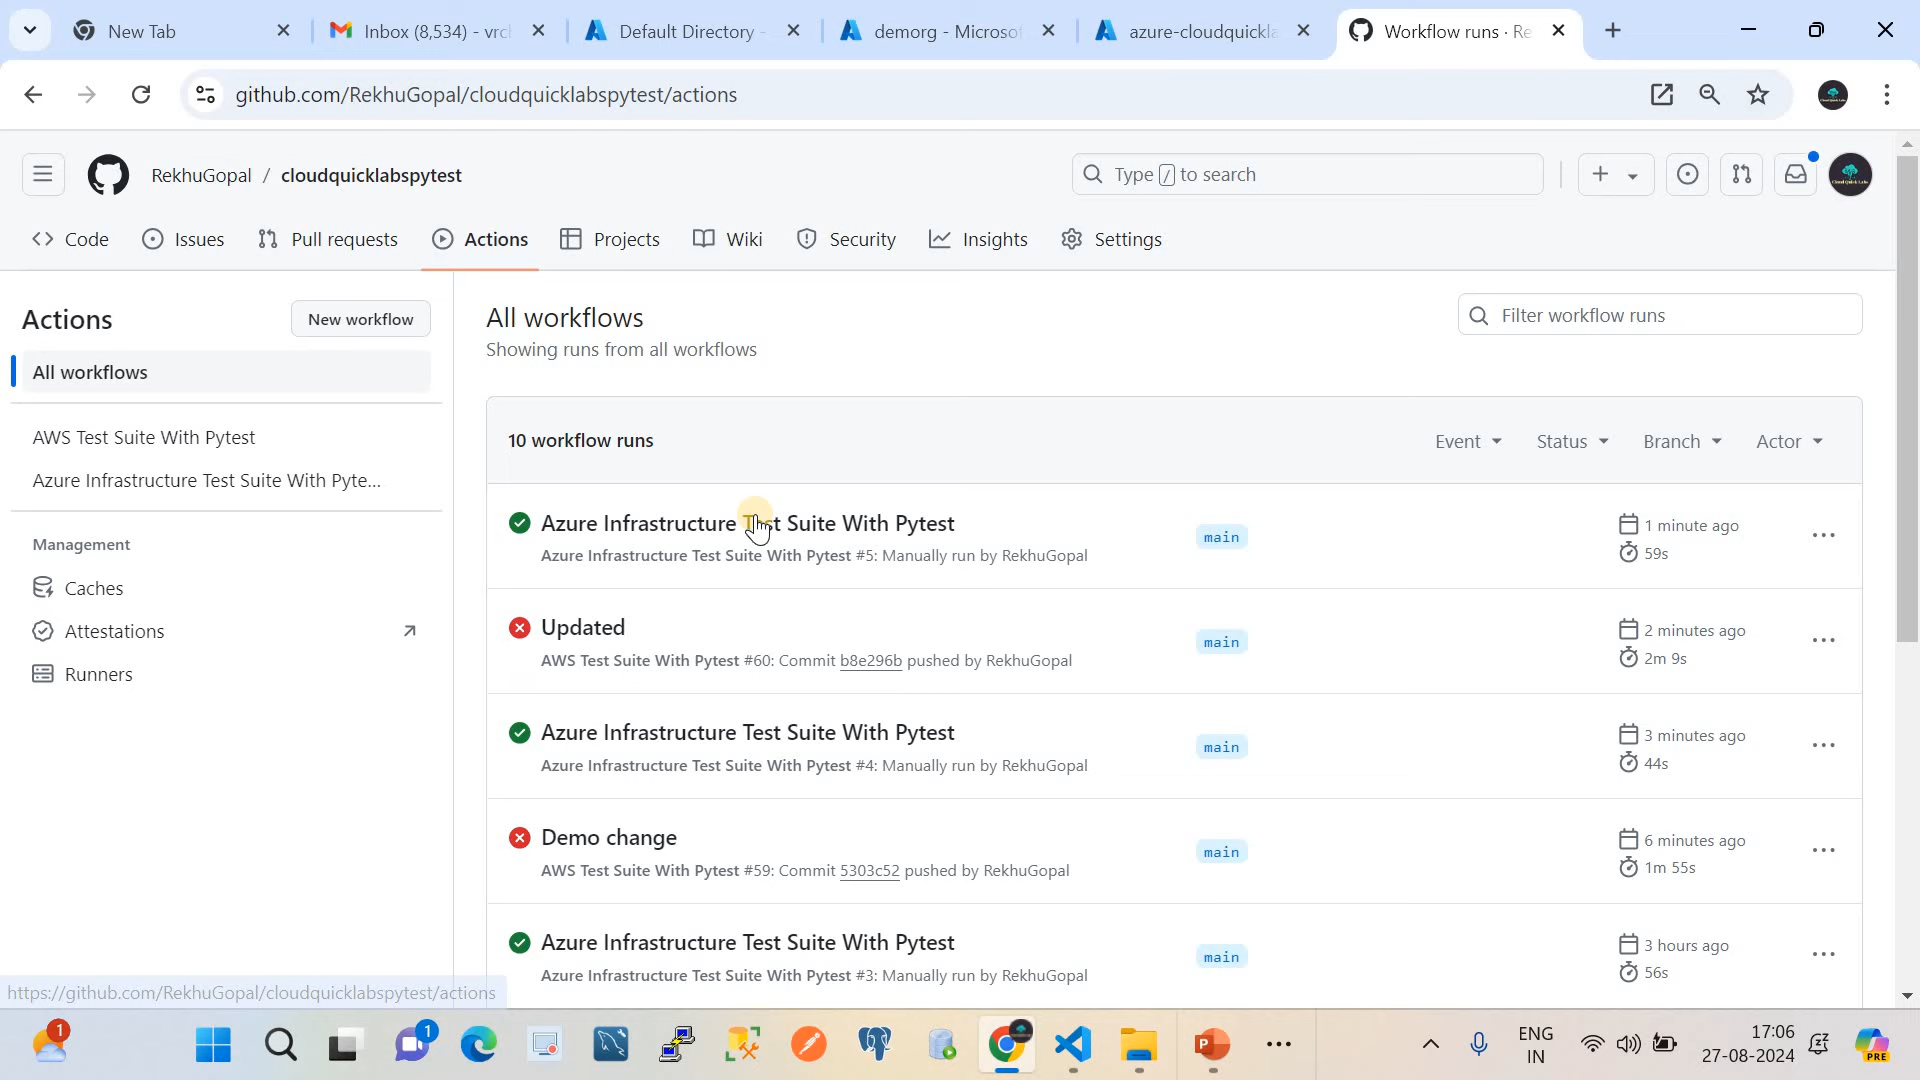 New Tab
Inbox (8,534) - vrc
Default Directory -
demorg - Microso
azure-cloudquickla
Workflow runs · Re
github.com/RekhuGopal/cloudquicklabspytest/actions
RekhuGopal / cloudquicklabspytest
Type / to search
Code
Issues
Pull requests
Actions
Projects
Wiki
Security
Insights
Settings
Actions
New workflow
All workflows
AWS Test Suite With Pytest
Azure Infrastructure Test Suite With Pyte...
Management
Caches
Attestations
Runners
All workflows
Showing runs from all workflows
Filter workflow runs
10 workflow runs
Event
Status
Branch
Actor
Azure Infrastructure Test Suite With Pytest
Azure Infrastructure Test Suite With Pytest #5: Manually run by RekhuGopal
main
1 minute ago
59s
Updated
AWS Test Suite With Pytest #60: Commit b8e296b pushed by RekhuGopal
main
2 minutes ago
2m 9s
Azure Infrastructure Test Suite With Pytest
Azure Infrastructure Test Suite With Pytest #4: Manually run by RekhuGopal
main
3 minutes ago
44s
Demo change
AWS Test Suite With Pytest #59: Commit 5303c52 pushed by RekhuGopal
main
6 minutes ago
1m 55s
Azure Infrastructure Test Suite With Pytest
Azure Infrastructure Test Suite With Pytest #3: Manually run by RekhuGopal
main
3 hours ago
56s
https://github.com/RekhuGopal/cloudquicklabspytest/actions
1
1
ENG
IN
17:06
27-08-2024
PRE